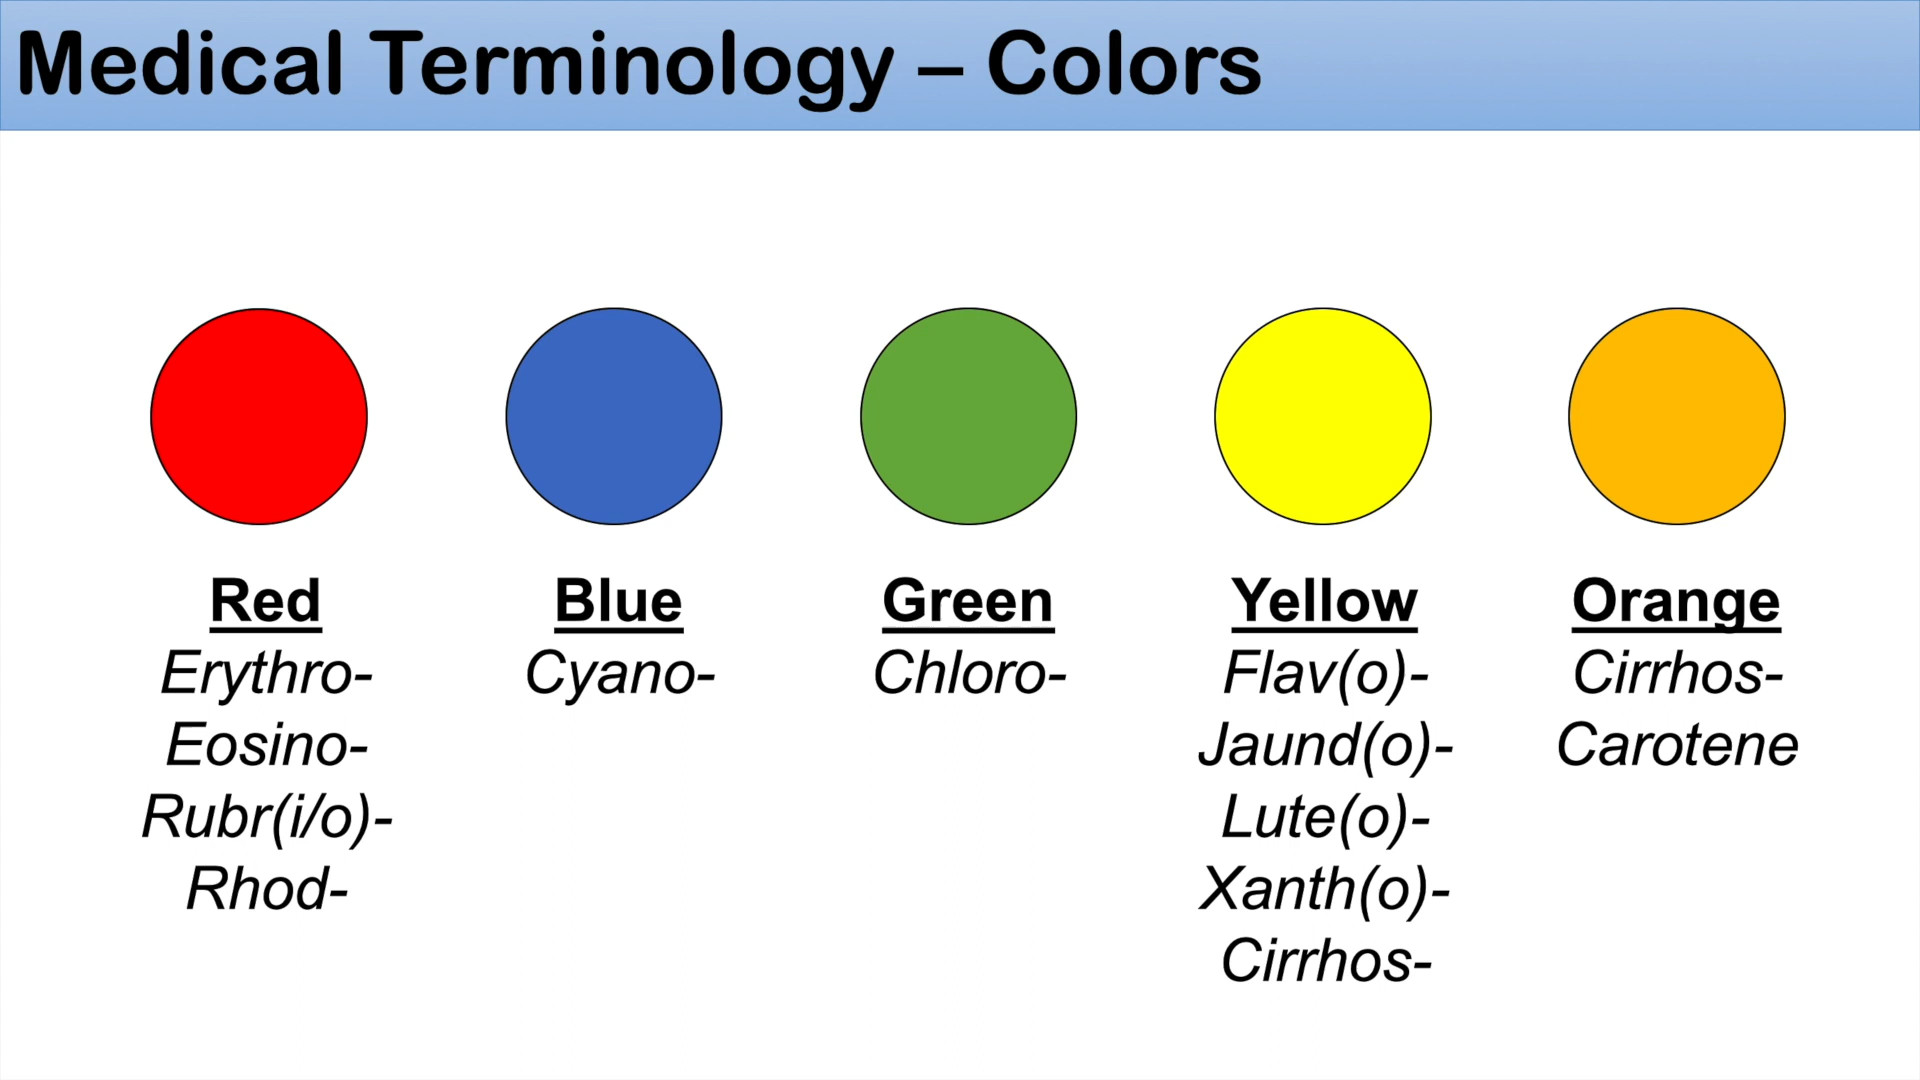 Medical Terminology – Colors
Red
Erythro-
Eosino-
Rubr(i/o)-
Rhod-
Blue
Cyano-
Green
Chloro-
Yellow
Flav(o)-
Jaund(o)-
Lute(o)-
Xanth(o)-
Cirrhos-
Orange
Cirrhos-
Carotene